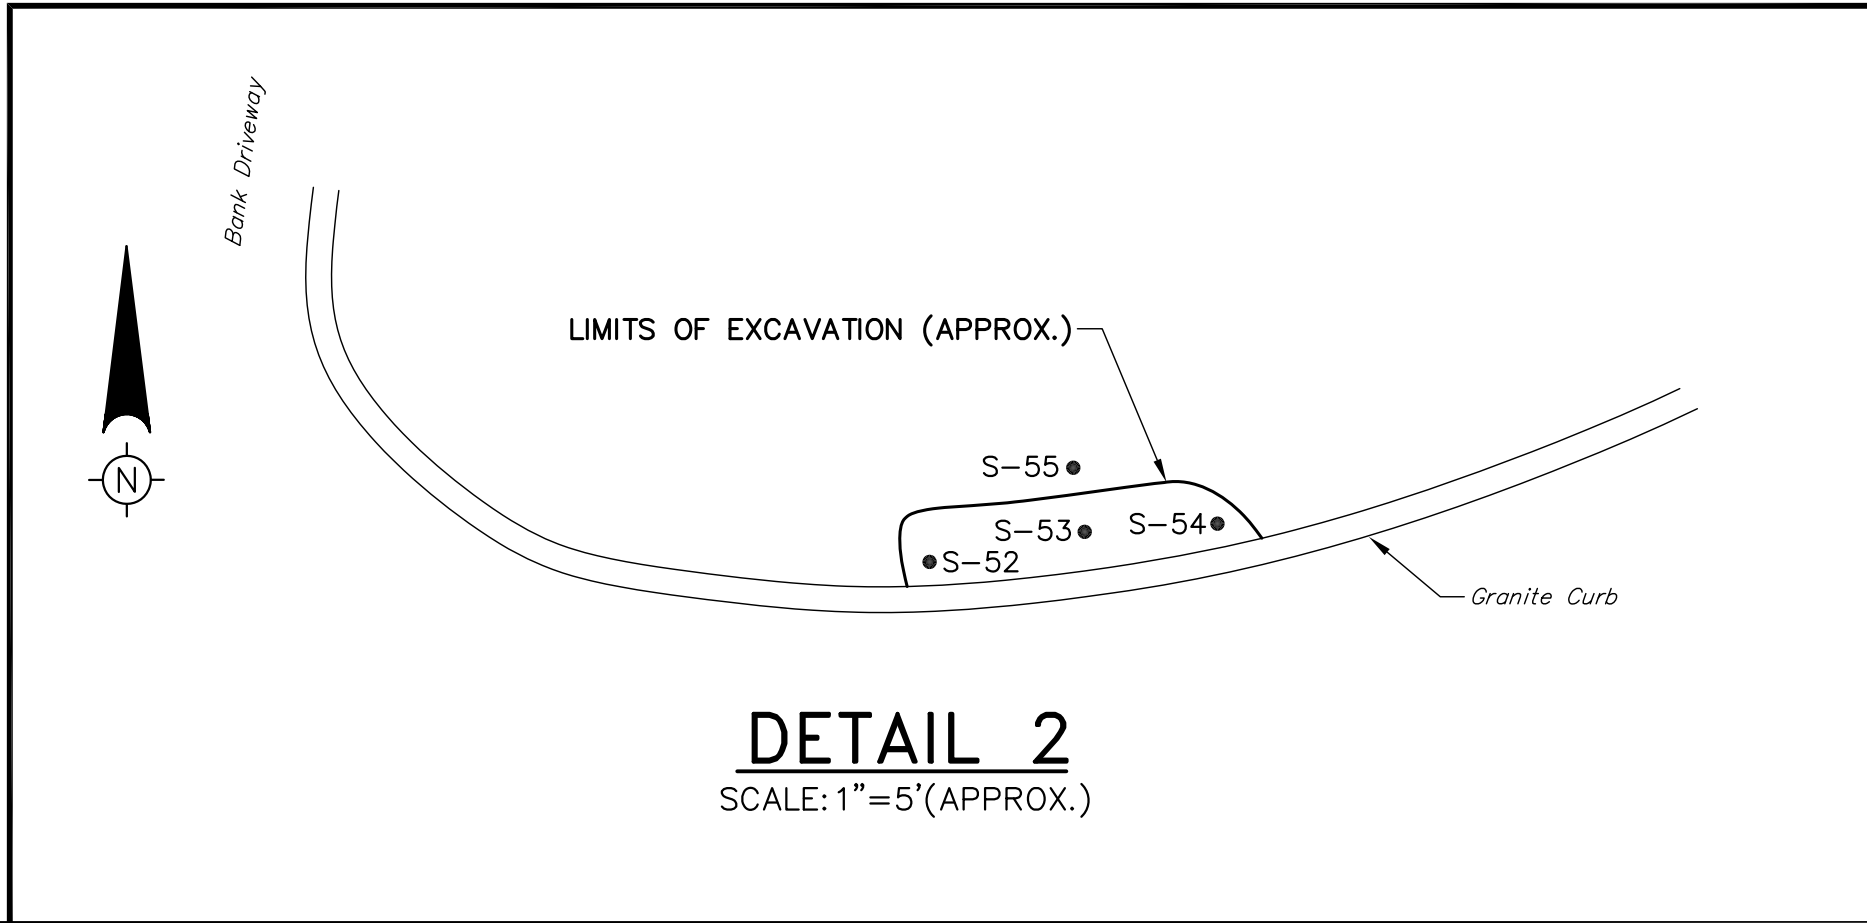 Bank Driveway
N
LIMITS OF EXCAVATION (APPROX.)
S-55
S-53
S-54
S-52
Granite Curb
DETAIL 2
SCALE: 1"=5'(APPROX.)